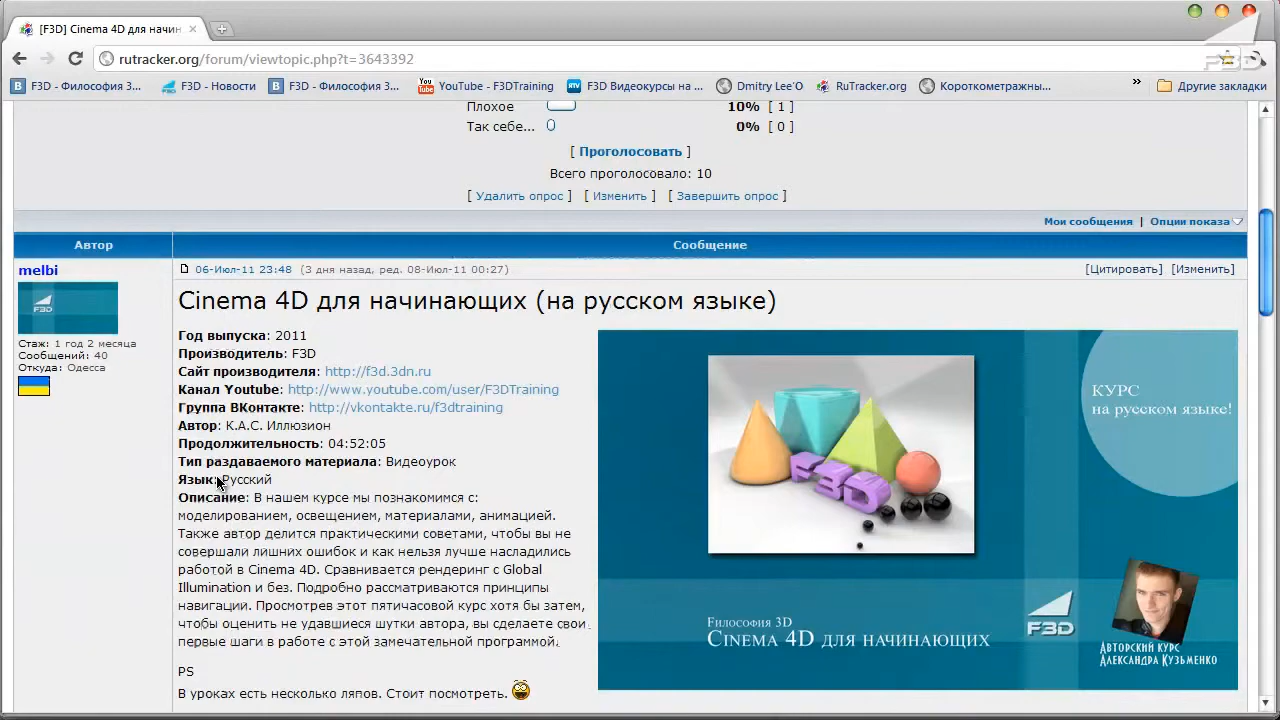 [F3D] Cinema 4D для начин
rutracker.org/forum/viewtopic.php?t=3643392
F3D - Философия 3...
F3D - Новости
F3D - Философия 3...
YouTube - F3DTraining
F3D Видеокурсы на ...
Dmitry Lee'O
RuTracker.org
Короткометражны...
»
Другие закладки
Плохое 10% [ 1 ]
Так себе... 0% [ 0 ]
[ Проголосовать ]
Всего проголосовало: 10
[ Удалить опрос ] [ Изменить ] [ Завершить опрос ]
Мои сообщения | Опции показа
Автор
Сообщение
melbi
F3D
Стаж: 1 год 2 месяца
Сообщений: 40
Откуда: Одесса
06-Июл-11 23:48 (3 дня назад, ред. 08-Июл-11 00:27)
[Цитировать] [Изменить]
Cinema 4D для начинающих (на русском языке)
Год выпуска: 2011
Производитель: F3D
Сайт производителя: http://f3d.3dn.ru
Канал Youtube: http://www.youtube.com/user/F3DTraining
Группа ВКонтакте: http://vkontakte.ru/f3dtraining
Автор: К.А.С. Иллюзион
Продолжительность: 04:52:05
Тип раздаваемого материала: Видеоурок
Язык: Русский
Описание: В нашем курсе мы познакомимся с:
моделированием, освещением, материалами, анимацией.
Также автор делится практическими советами, чтобы вы не
совершали лишних ошибок и как нельзя лучше насладились
работой в Cinema 4D. Сравнивается рендеринг с Global
Illumination и без. Подробно рассматриваются принципы
навигации. Просмотрев этот пятичасовой курс хотя бы затем,
чтобы оценить не удавшиеся шутки автора, вы сделаете свои
первые шаги в работе с этой замечательной программой.
PS
В уроках есть несколько ляпов. Стоит посмотреть.
КУРС
на русском языке!
F3D
Философия 3D
Cinema 4D для начинающих
F3D
Авторский курс
Александра Кузьменко
F3D